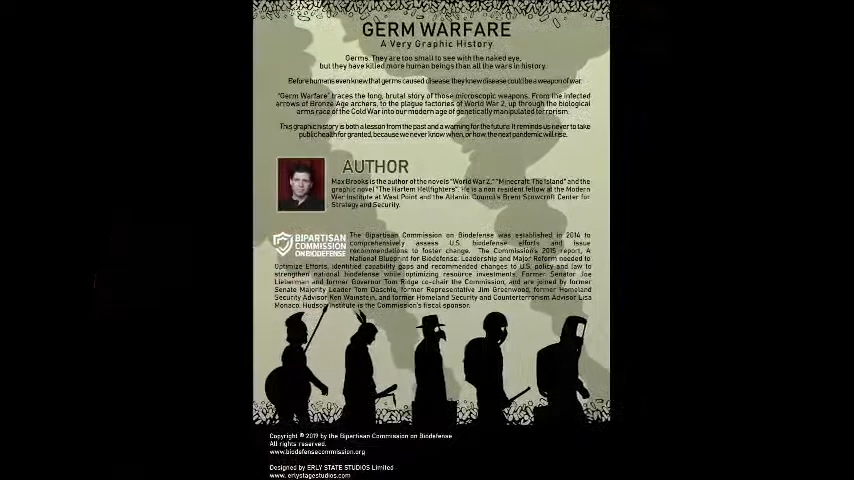 GERM WARFARE
A Very Graphic History
Germs. They are too small to see with the naked eye,
but they have killed more human beings than all the wars in history.
Before humans even knew that germs caused disease, they knew disease could be a weapon of war.
"Germ Warfare" traces the long, brutal story of those microscopic weapons. From the infected
arrows of Bronze Age archers, to the plague factories of World War 2, up through the biological
arms race of the Cold War into our modern age of genetically manipulated terrorism.
This graphic history is both a lesson from the past and a warning for the future. It reminds us never to take
public health for granted, because we never know when, or how, the next pandemic will rise.
AUTHOR
Max Brooks is the author of the novels "World War Z," "Minecraft: The Island" and the
graphic novel "The Harlem Hellfighters". He is a non resident fellow at the Modern
War Institute at West Point and the Atlantic Council's Brent Scowcroft Center for
Strategy and Security.
BIPARTISAN
COMMISSION
ON BIODEFENSE
The Bipartisan Commission on Biodefense was established in 2014 to
comprehensively assess U.S. biodefense efforts and issue
recommendations to foster change. The Commission's 2015 report, A
National Blueprint for Biodefense: Leadership and Major Reform needed to
Optimize Efforts, identified capability gaps and recommended changes to U.S. policy and law to
strengthen national biodefense while optimizing resource investments. Former Senator Joe
Lieberman and former Governor Tom Ridge co-chair the Commission, and are joined by former
Senate Majority Leader Tom Daschle, former Representative Jim Greenwood, former Homeland
Security Advisor Ken Wainstein, and former Homeland Security and Counterterrorism Advisor Lisa
Monaco. Hudson Institute is the Commission's fiscal sponsor.
Copyright © 2019 by the Bipartisan Commission on Biodefense
All rights reserved.
www.biodefensecommission.org
Designed by ERLY STATE STUDIOS Limited
www.erlystagestudios.com